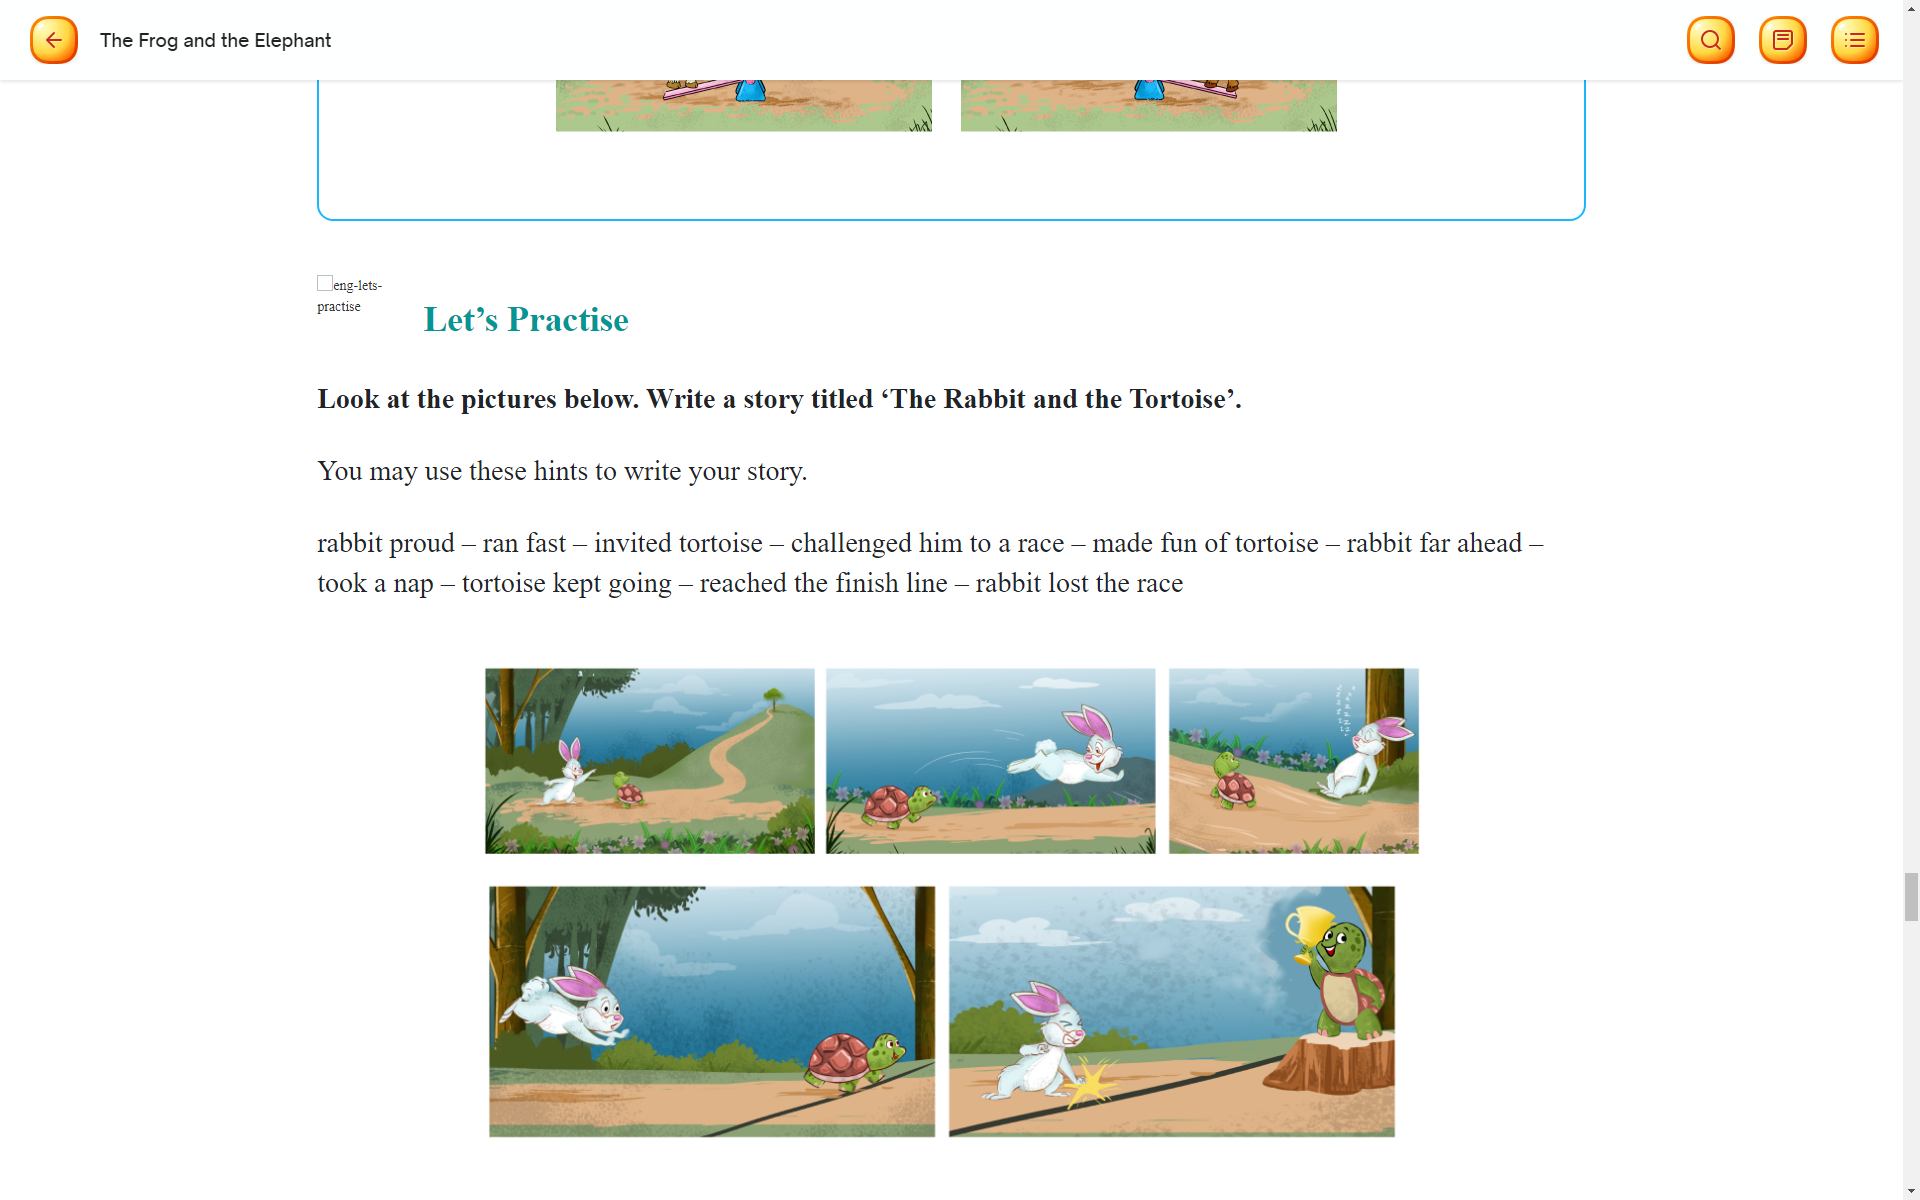 The Frog and the Elephant
eng-lets-
practise
Let’s Practise
Look at the pictures below. Write a story titled ‘The Rabbit and the Tortoise’.
You may use these hints to write your story.
rabbit proud – ran fast – invited tortoise – challenged him to a race – made fun of tortoise – rabbit far ahead –
took a nap – tortoise kept going – reached the finish line – rabbit lost the race